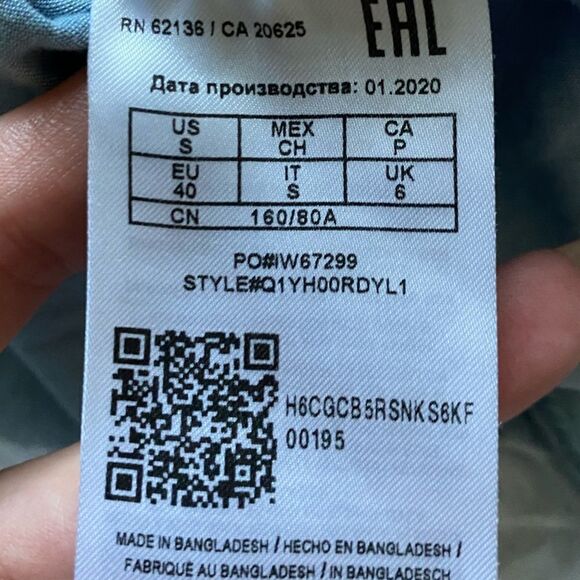 RN 62136 / CA 20625
EAC
Дата производства: 01.2020
US S MEX CH CA P
EU 40 IT S UK 6
CN 160/80A
PO#IW67299
STYLE#Q1YH00RDYL1
H6CGCB5RSNKS6KF
00195
MADE IN BANGLADESH / HECHO EN BANGLADESH /
FABRIQUÉ AU BANGLADESH / IN BANGLADESCH